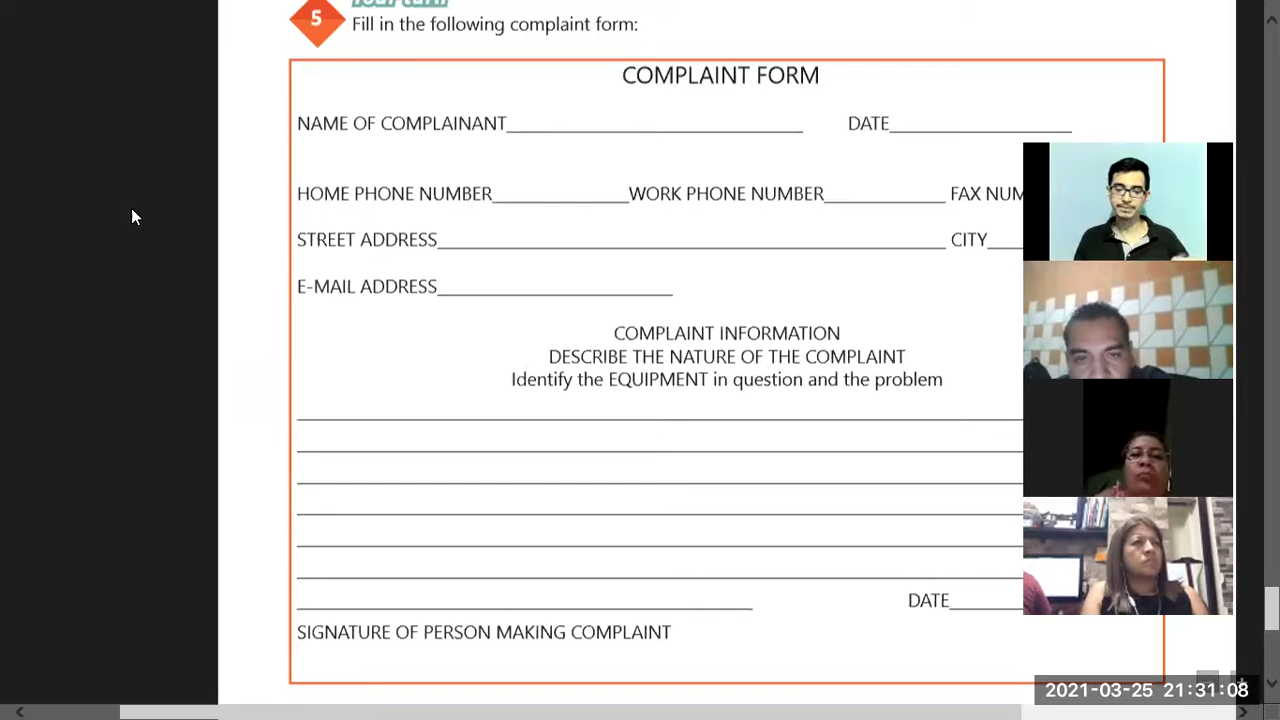 Your turn
5
Fill in the following complaint form:
COMPLAINT FORM
NAME OF COMPLAINANT DATE
HOME PHONE NUMBER WORK PHONE NUMBER FAX NUM
STREET ADDRESS CITY
E-MAIL ADDRESS
COMPLAINT INFORMATION
DESCRIBE THE NATURE OF THE COMPLAINT
Identify the EQUIPMENT in question and the problem
DATE
SIGNATURE OF PERSON MAKING COMPLAINT
2021-03-25 21:31:08